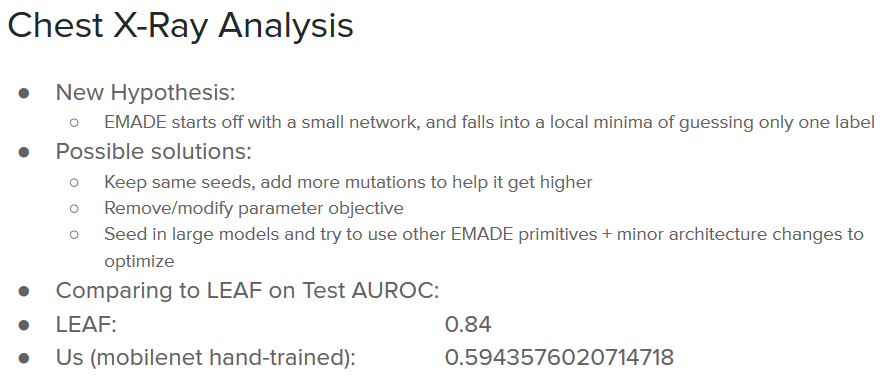 Chest X-Ray Analysis
● New Hypothesis:
○ EMADE starts off with a small network, and falls into a local minima of guessing only one label
● Possible solutions:
○ Keep same seeds, add more mutations to help it get higher
○ Remove/modify parameter objective
○ Seed in large models and try to use other EMADE primitives + minor architecture changes to
optimize
● Comparing to LEAF on Test AUROC:
● LEAF: 0.84
● Us (mobilenet hand-trained): 0.5943576020714718